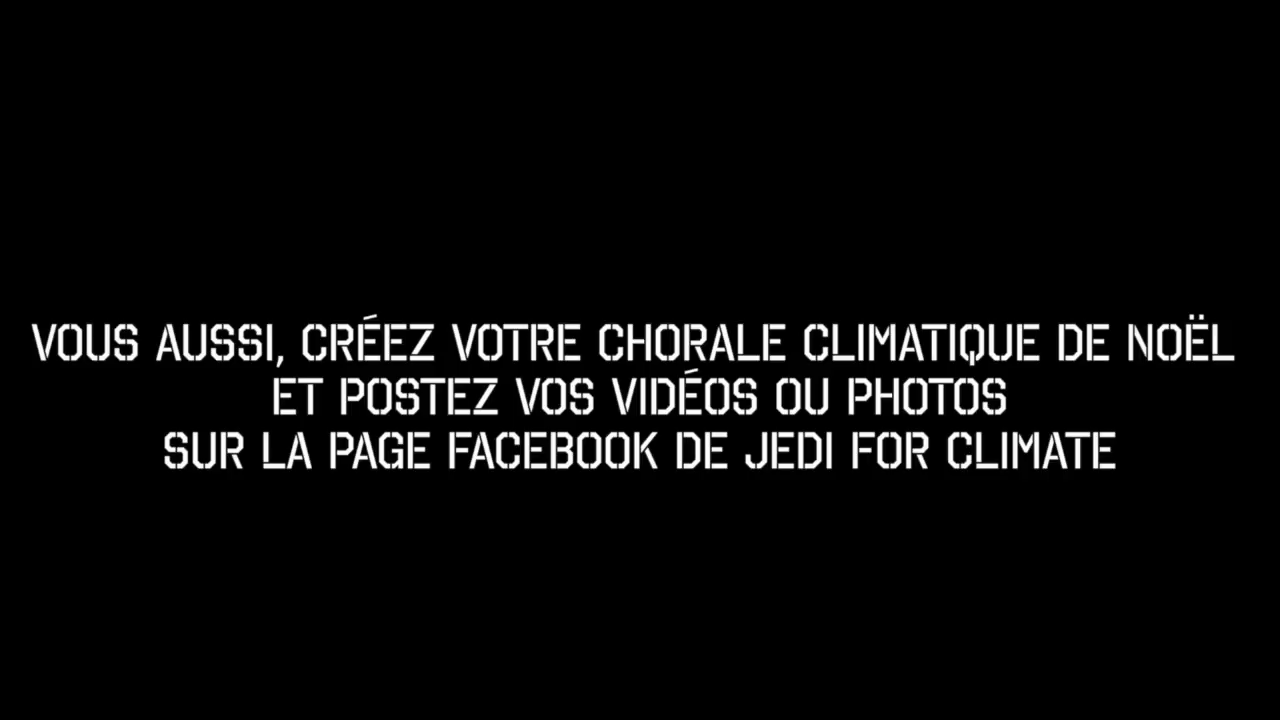 VOUS AUSSI, CRÉEZ VOTRE CHORALE CLIMATIQUE DE NOËL
ET POSTEZ VOS VIDÉOS OU PHOTOS
SUR LA PAGE FACEBOOK DE JEDI FOR CLIMATE